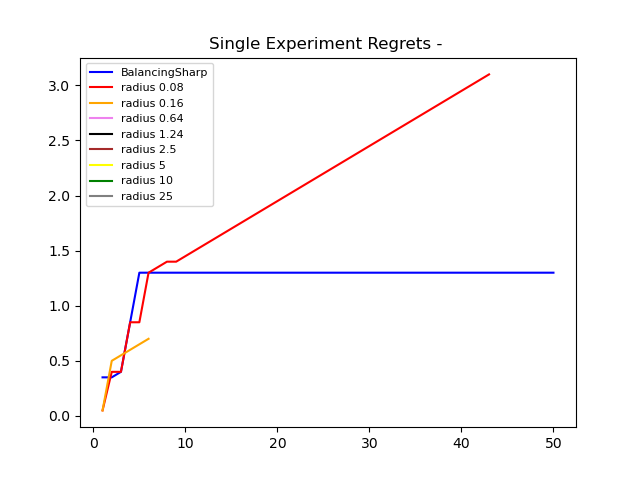 Single Experiment Regrets -
BalancingSharp
radius 0.08
radius 0.16
radius 0.64
radius 1.24
radius 2.5
radius 5
radius 10
radius 25
3.0
2.5
2.0
1.5
1.0
0.5
0.0
0 10 20 30 40 50